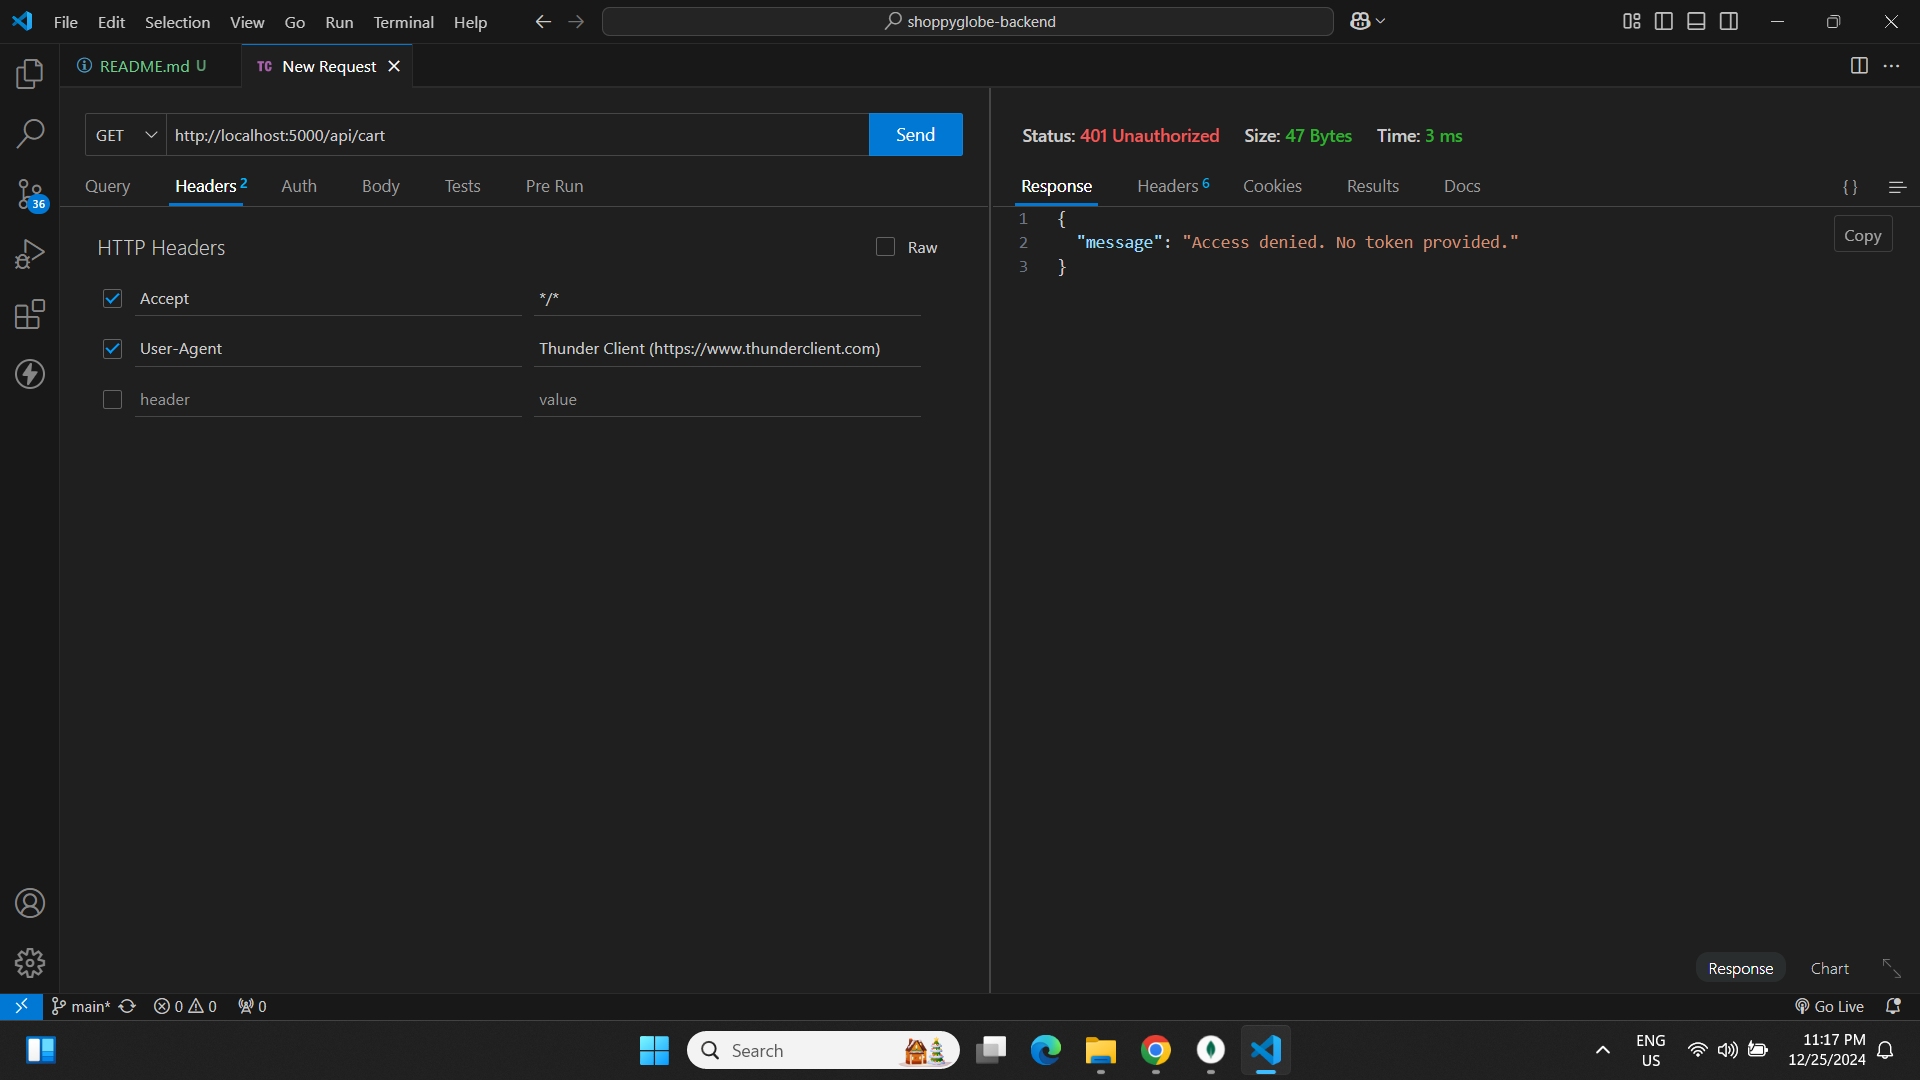 File Edit Selection View Go Run Terminal Help
shoppyglobe-backend
README.md U
TC New Request
GET http://localhost:5000/api/cart Send
Query Headers 2 Auth Body Tests Pre Run
HTTP Headers
Raw
Accept */*
User-Agent Thunder Client (https://www.thunderclient.com)
header value
Status: 401 Unauthorized Size: 47 Bytes Time: 3 ms
Response Headers 6 Cookies Results Docs
{ }
1 {
2 "message": "Access denied. No token provided."
3 }
Copy
36
Response Chart
main* 0 0 0
Go Live
Search
ENG
US
11:17 PM
12/25/2024